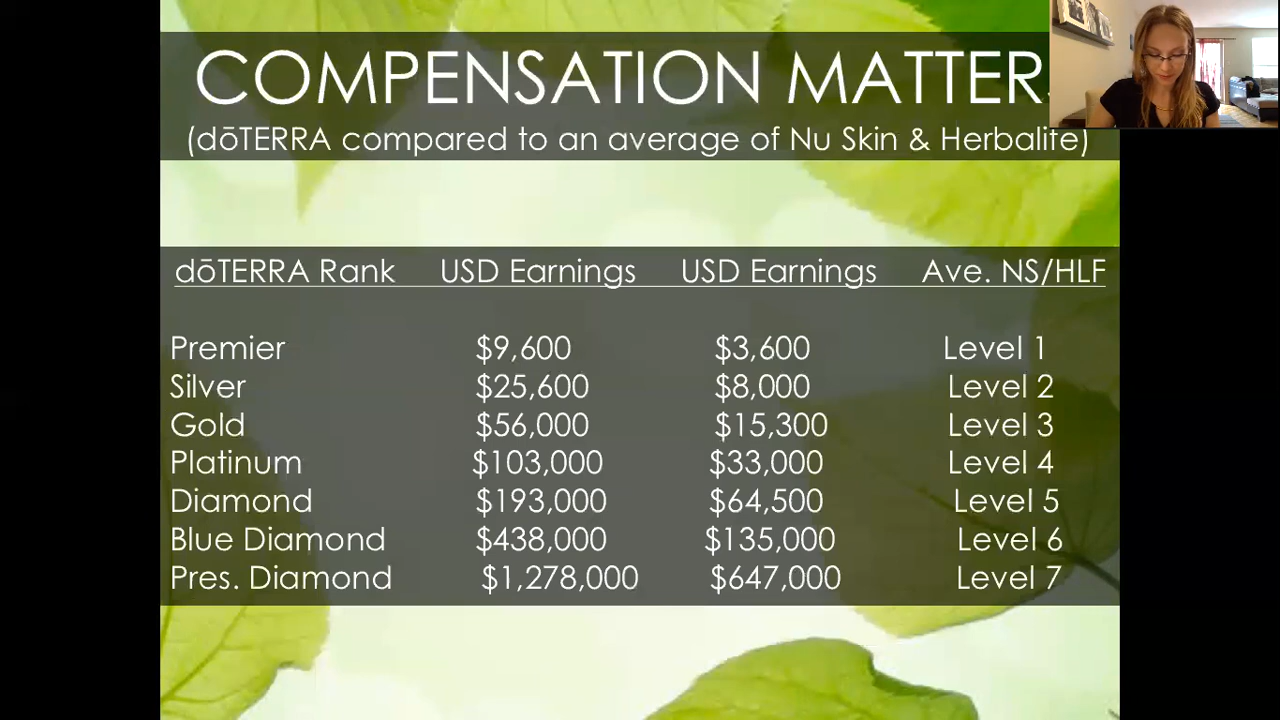 COMPENSATION MATTER
(dōTERRA compared to an average of Nu Skin & Herbalife)
dōTERRA Rank USD Earnings USD Earnings Ave. NS/HLF
Premier $9,600 $3,600 Level 1
Silver $25,600 $8,000 Level 2
Gold $56,000 $15,300 Level 3
Platinum $103,000 $33,000 Level 4
Diamond $193,000 $64,500 Level 5
Blue Diamond $438,000 $135,000 Level 6
Pres. Diamond $1,278,000 $647,000 Level 7